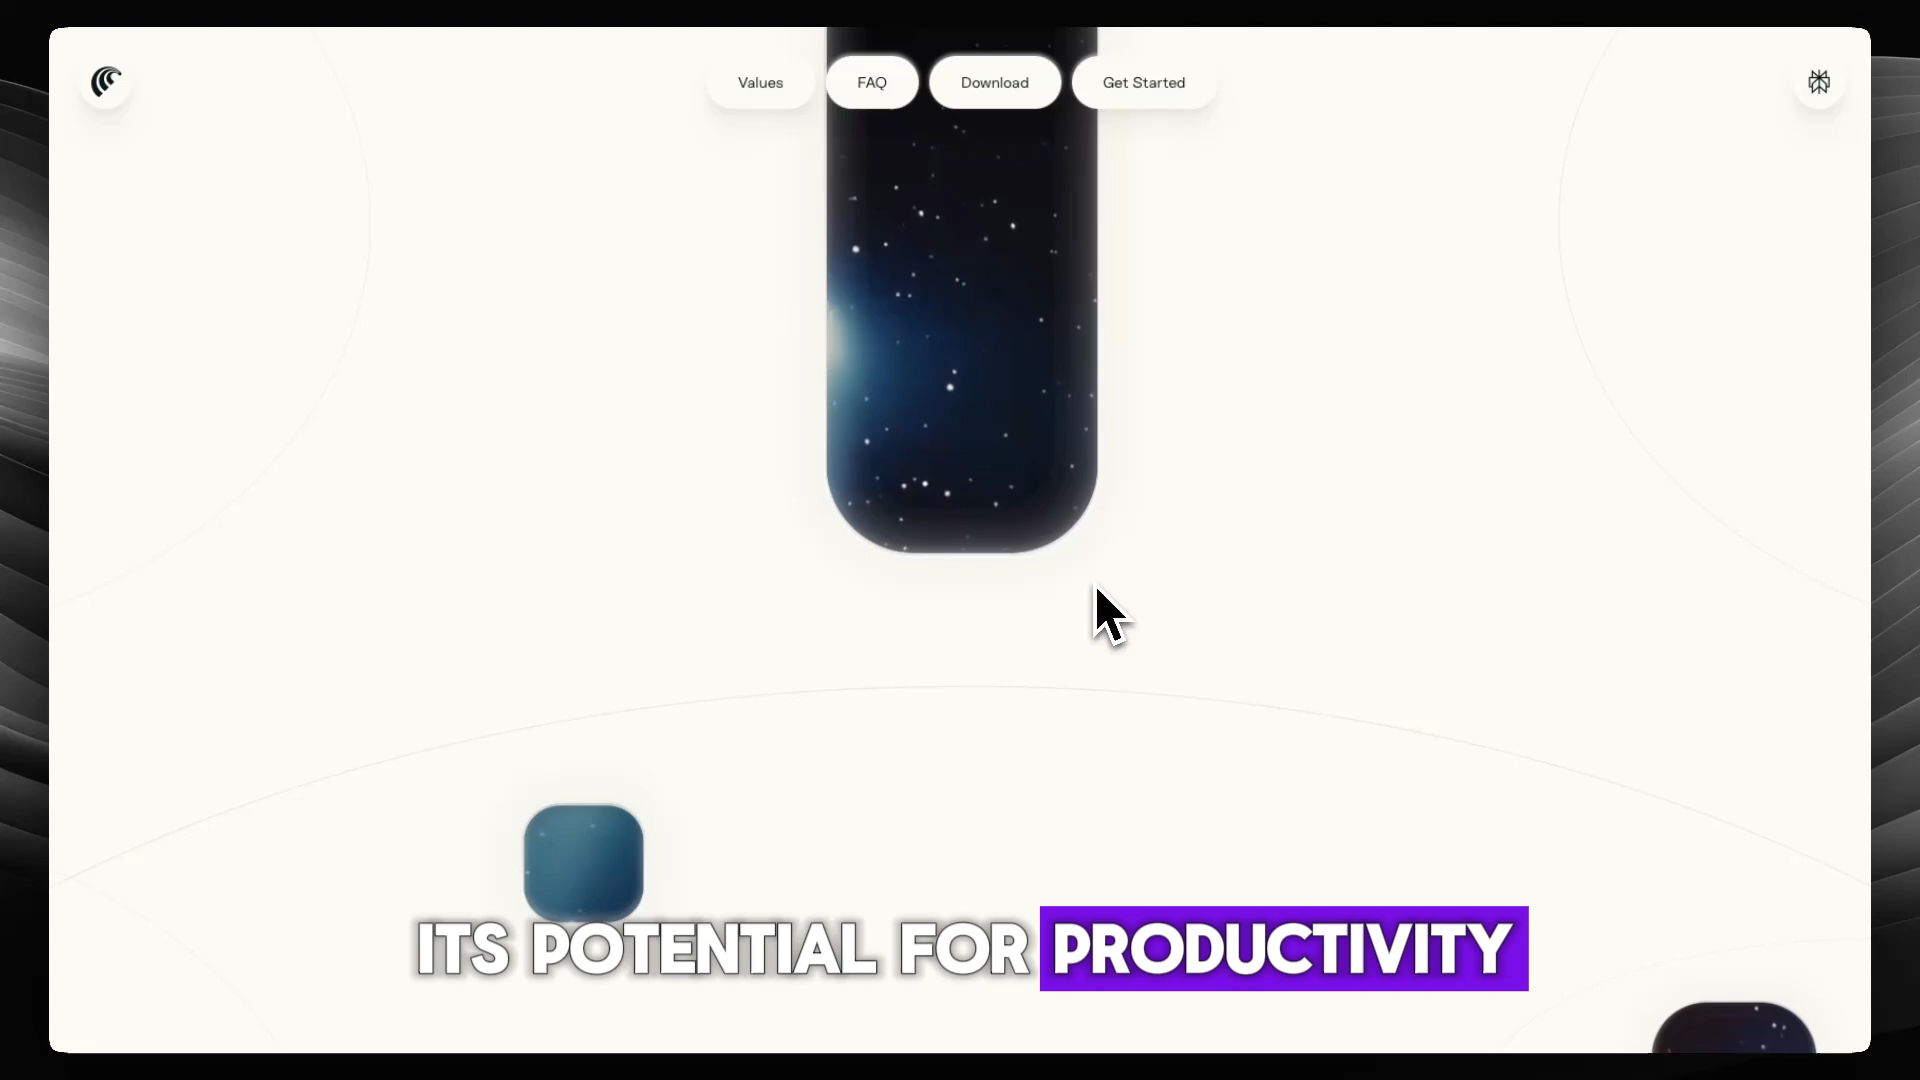 Values
FAQ
Download
Get Started
ITS POTENTIAL FOR PRODUCTIVITY